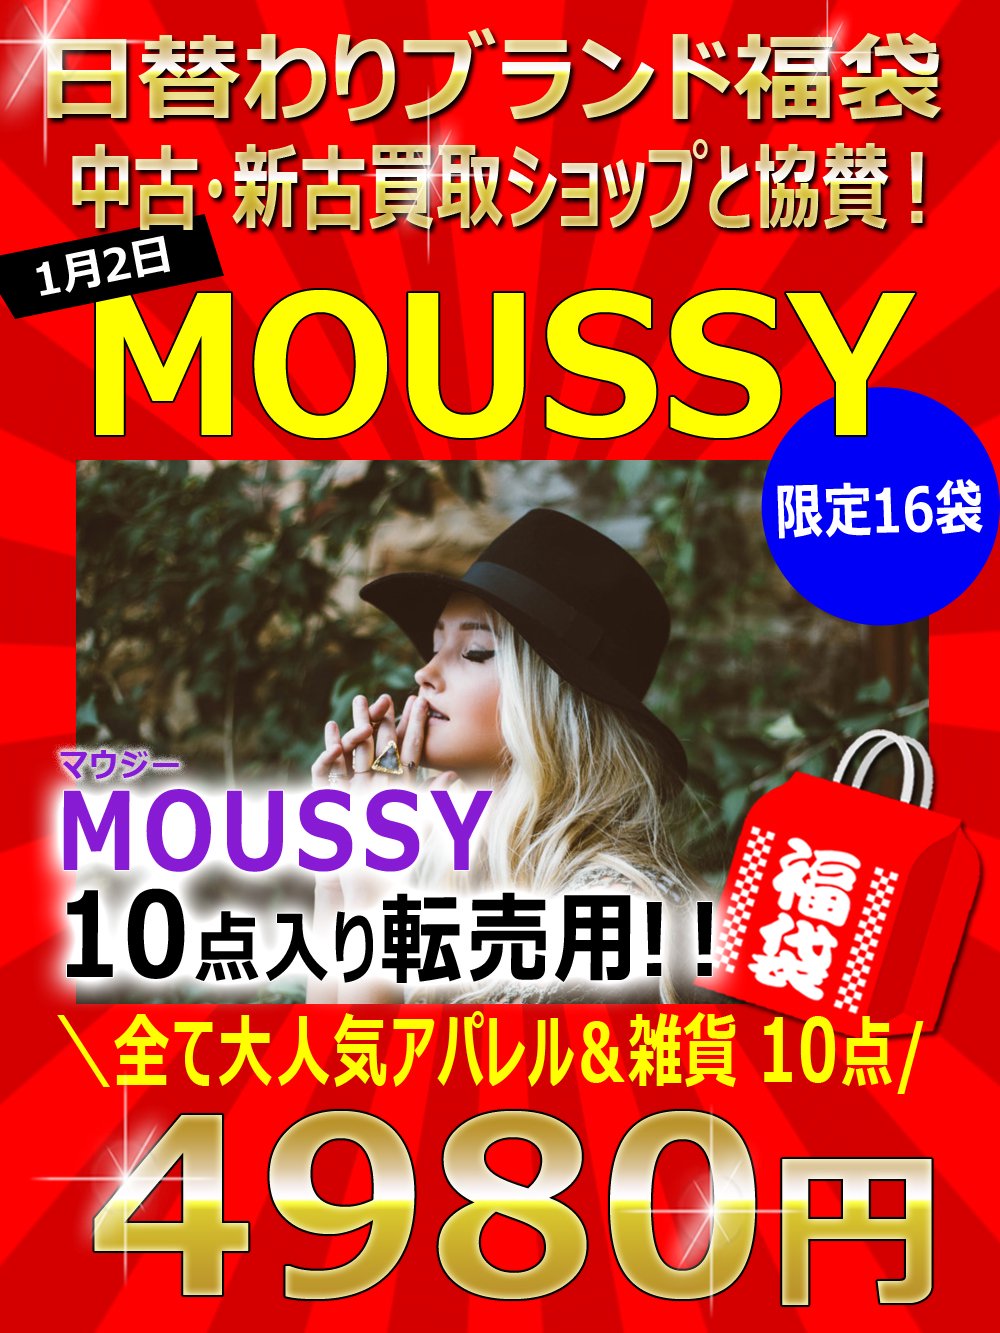 日替わりブランド福袋
中古・新古買取ショップと協賛！
1月2日
MOUSSY
限定16袋
マウジー
MOUSSY
10点入り転売用！！
福袋
＼全て大人気アパレル＆雑貨 10点/
4980円